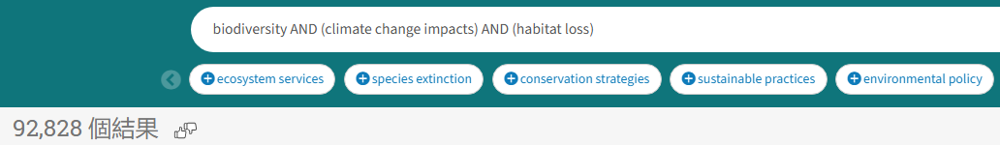 biodiversity AND (climate change impacts) AND (habitat loss)
ecosystem services species extinction conservation strategies sustainable practices environmental policy
92,828 個結果